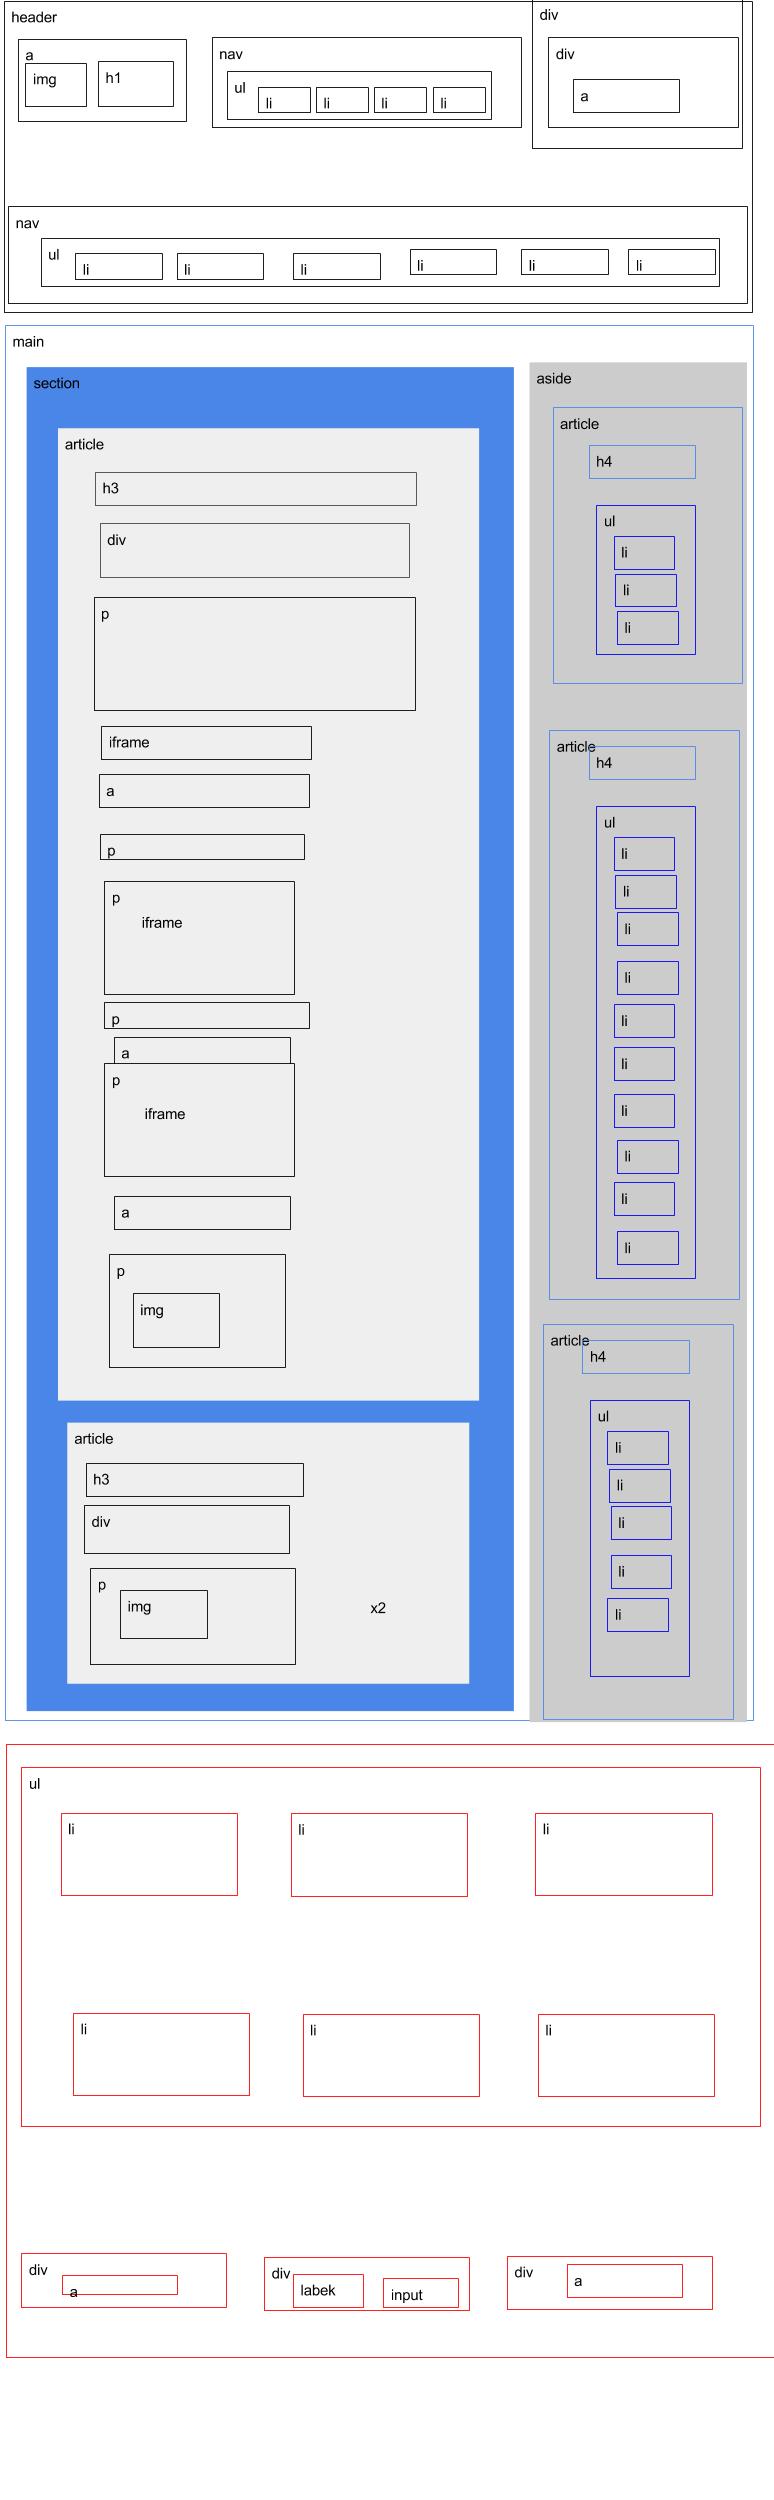 header
a
img
h1
nav
ul
li
li
li
li
div
div
a
nav
ul
li
li
li
li
li
li
main
section
article
h3
div
p
iframe
a
p
p
iframe
p
a
p
iframe
a
p
img
article
h3
div
p
img
x2
aside
article
h4
ul
li
li
li
article
h4
ul
li
li
li
li
li
li
li
li
li
li
article
h4
ul
li
li
li
li
li
ul
li
li
li
li
li
li
div
a
div
labek
input
div
a